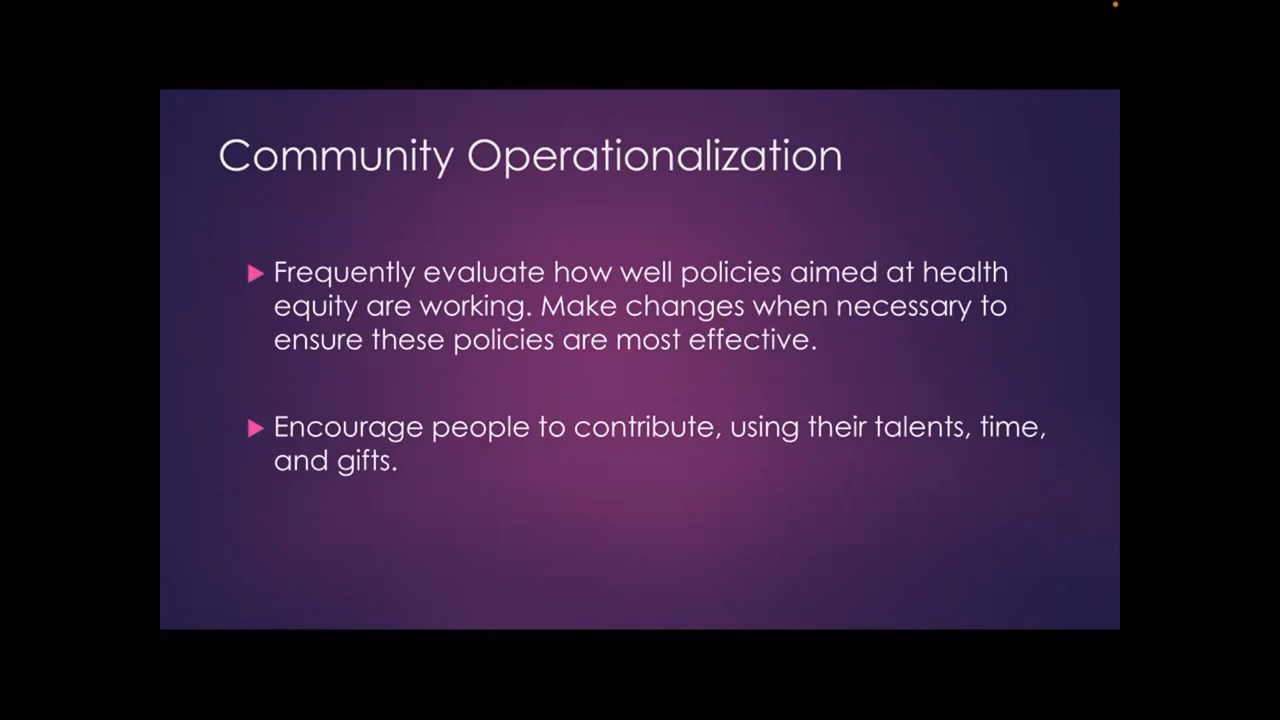 Community Operationalization
Frequently evaluate how well policies aimed at health
equity are working. Make changes when necessary to
ensure these policies are most effective.
Encourage people to contribute, using their talents, time,
and gifts.